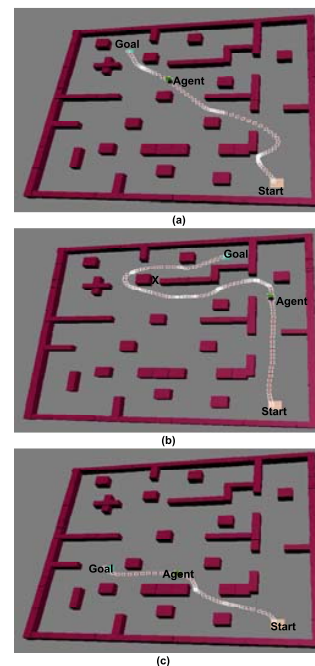 Goal
Agent
Start
(a)
Goal
X
Agent
Start
(b)
Goal
Agent
Start
(c)